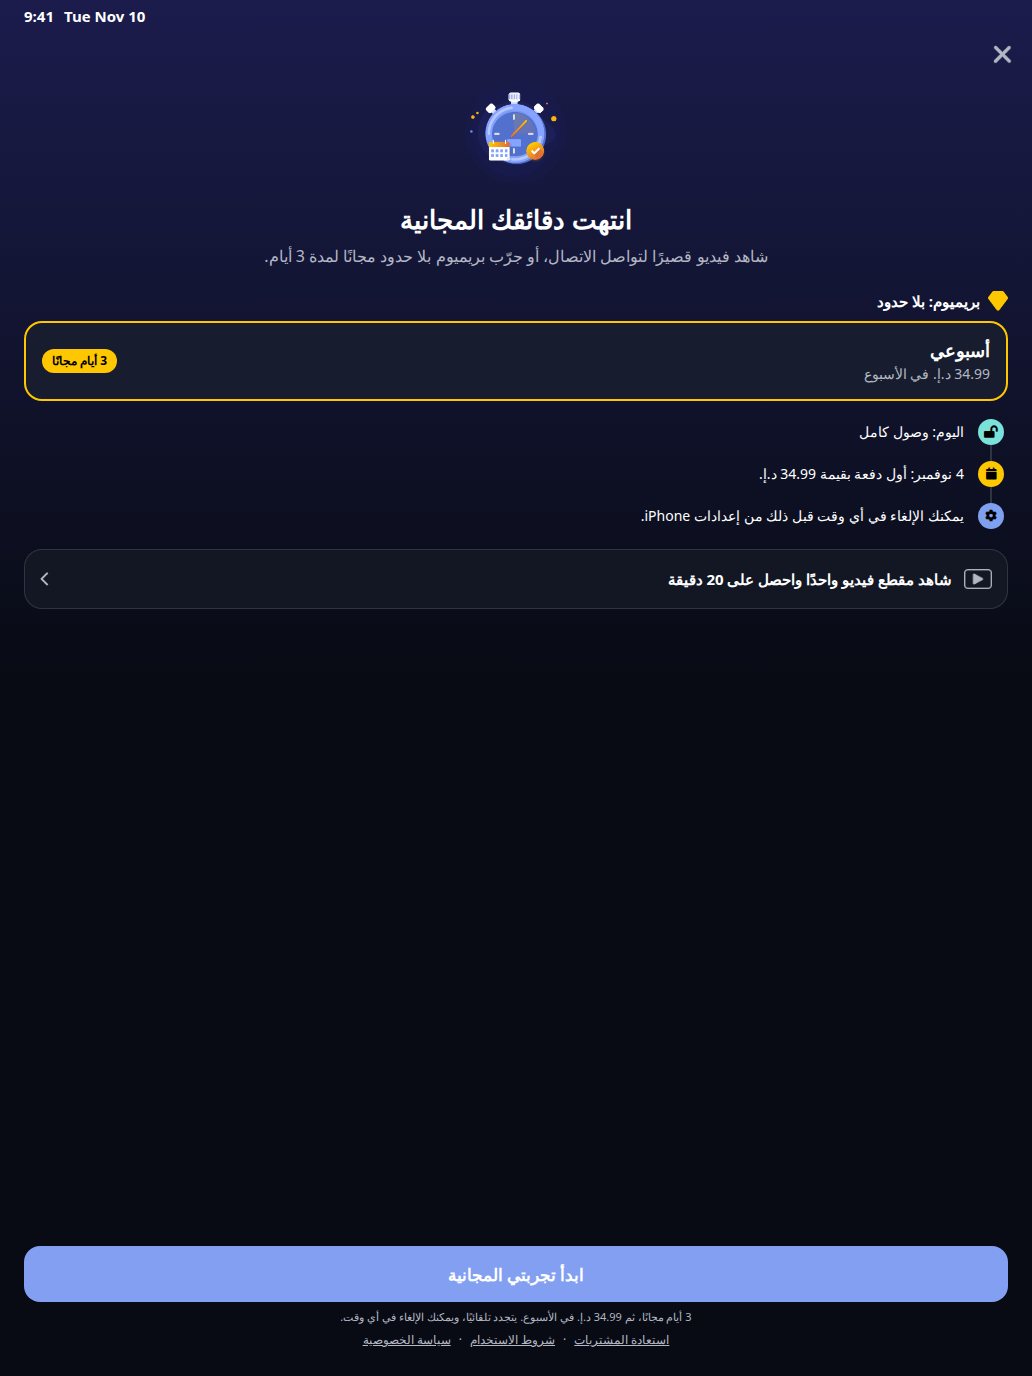 9:41 Tue Nov 10
انتهت دقائقك المجانية
شاهد فيديو قصيرًا لتواصل الاتصال، أو جرّب بريميوم بلا حدود مجانًا لمدة 3 أيام.
بريميوم: بلا حدود
أسبوعي
34.99 د.إ. في الأسبوع
3 أيام مجانًا
اليوم: وصول كامل
4 نوفمبر: أول دفعة بقيمة 34.99 د.إ.
يمكنك الإلغاء في أي وقت قبل ذلك من إعدادات iPhone.
شاهد مقطع فيديو واحدًا واحصل على 20 دقيقة
ابدأ تجربتي المجانية
3 أيام مجانًا، ثم 34.99 د.إ. في الأسبوع. يتجدد تلقائيًا، ويمكنك الإلغاء في أي وقت.
استعادة المشتريات · شروط الاستخدام · سياسة الخصوصية